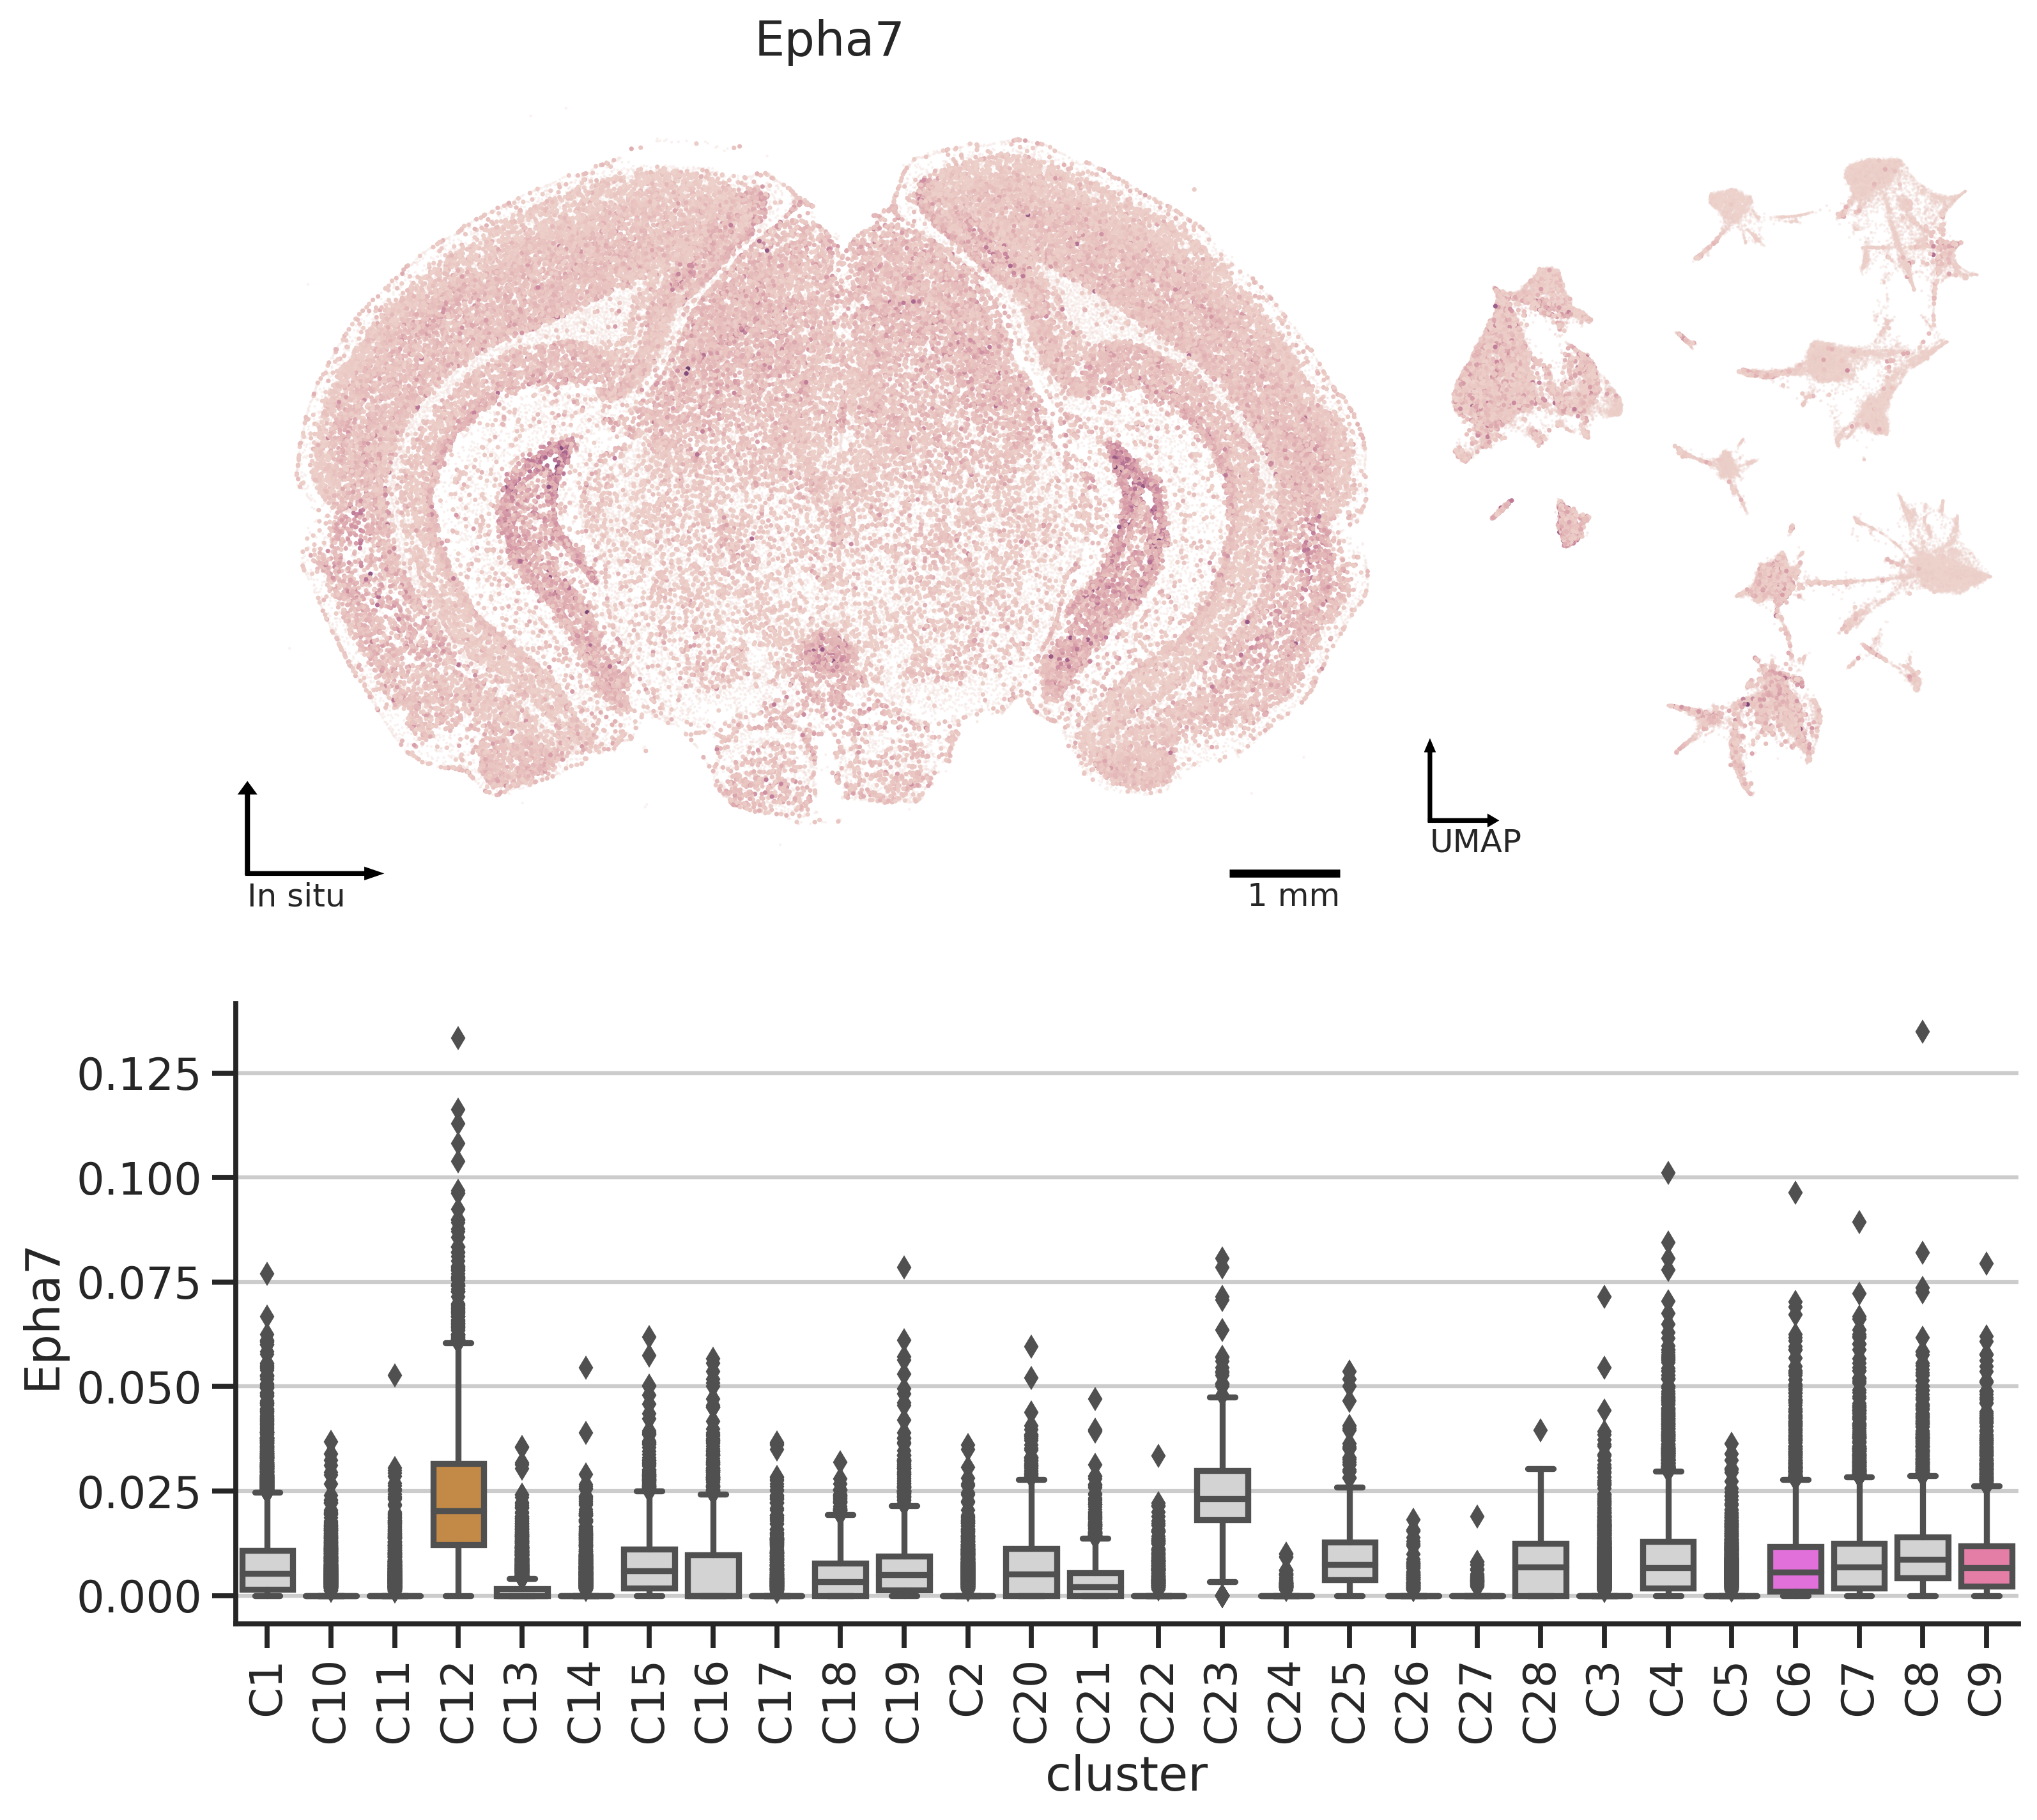 Epha7
In situ
1 mm
UMAP
Epha7
0.125
0.100
0.075
0.050
0.025
0.000
C1
C10
C11
C12
C13
C14
C15
C16
C17
C18
C19
C2
C20
C21
C22
C23
C24
C25
C26
C27
C28
C3
C4
C5
C6
C7
C8
C9
cluster